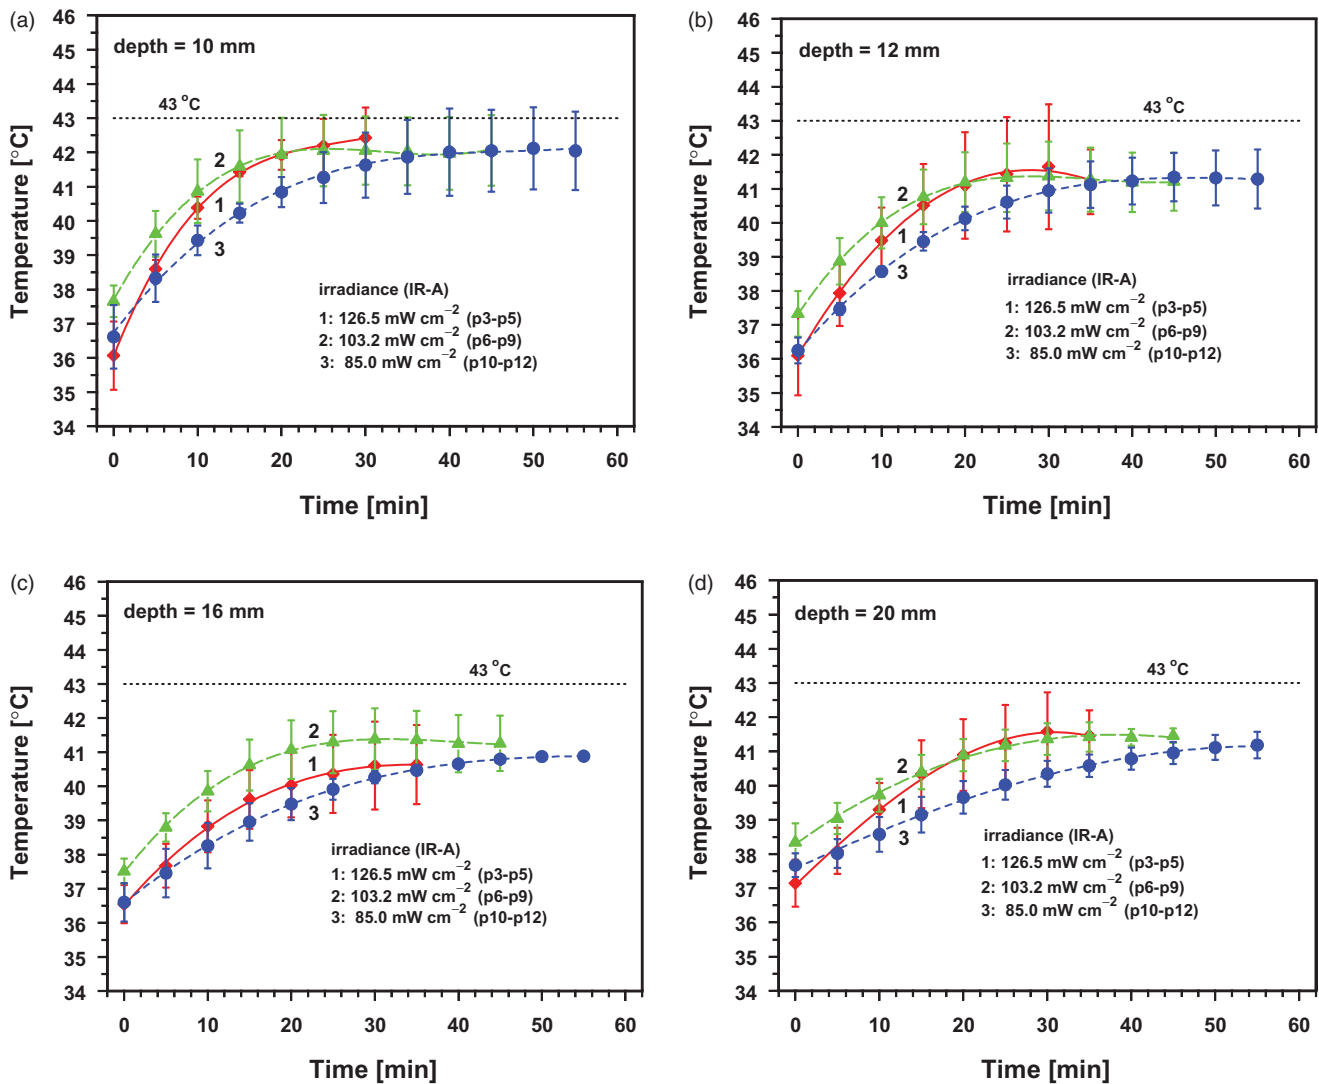 (a)
depth = 10 mm
43 °C
2
1
3
irradiance (IR-A)
1: 126.5 mW cm⁻² (p3-p5)
2: 103.2 mW cm⁻² (p6-p9)
3: 85.0 mW cm⁻² (p10-p12)
46
45
44
43
42
41
40
39
38
37
36
35
34
Temperature [°C]
0 10 20 30 40 50 60
Time [min]
(b)
depth = 12 mm
43 °C
2
1
3
irradiance (IR-A)
1: 126.5 mW cm⁻² (p3-p5)
2: 103.2 mW cm⁻² (p6-p9)
3: 85.0 mW cm⁻² (p10-p12)
46
45
44
43
42
41
40
39
38
37
36
35
34
Temperature [°C]
0 10 20 30 40 50 60
Time [min]
(c)
depth = 16 mm
43 °C
2
1
3
irradiance (IR-A)
1: 126.5 mW cm⁻² (p3-p5)
2: 103.2 mW cm⁻² (p6-p9)
3: 85.0 mW cm⁻² (p10-p12)
46
45
44
43
42
41
40
39
38
37
36
35
34
Temperature [°C]
0 10 20 30 40 50 60
Time [min]
(d)
depth = 20 mm
43 °C
2
1
3
irradiance (IR-A)
1: 126.5 mW cm⁻² (p3-p5)
2: 103.2 mW cm⁻² (p6-p9)
3: 85.0 mW cm⁻² (p10-p12)
46
45
44
43
42
41
40
39
38
37
36
35
34
Temperature [°C]
0 10 20 30 40 50 60
Time [min]